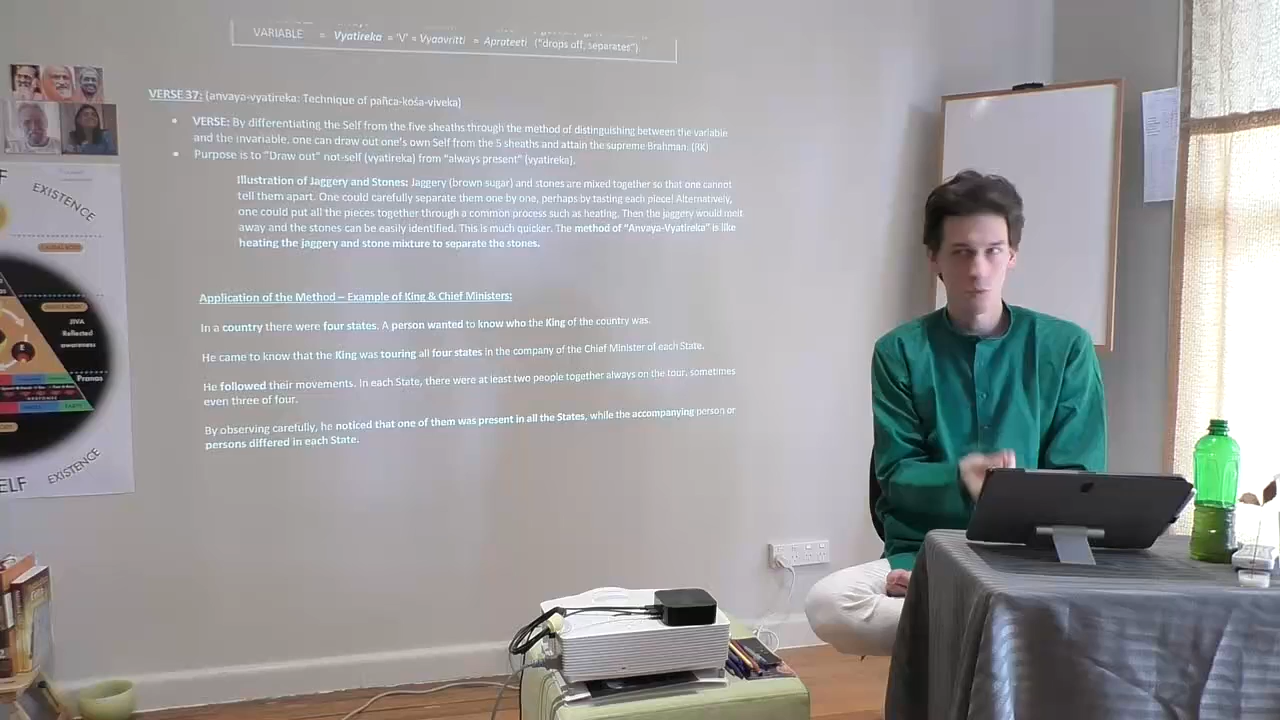 VARIABLE = Vyatireka = 'V' = Vyaavritti = Aprateeti ("drops off, separates").
VERSE 37: (anvaya-vyatireka: Technique of pañca-kośa-viveka)
• VERSE: By differentiating the Self from the five sheaths through the method of distinguishing between the variable
and the invariable, one can draw out one's own Self from the 5 sheaths and attain the supreme Brahman. (RK)
• Purpose is to "Draw out" not-self (vyatireka) from "always present" (vyatireka).
Illustration of Jaggery and Stones: Jaggery (brown sugar) and stones are mixed together so that one cannot
tell them apart. One could carefully separate them one by one, perhaps by tasting each piece! Alternatively,
one could put all the pieces together through a common process such as heating. Then the jaggery would melt
away and the stones can be easily identified. This is much quicker. The method of "Anvaya-Vyatireka" is like
heating the jaggery and stone mixture to separate the stones.
Application of the Method – Example of King & Chief Ministers:
In a country there were four states. A person wanted to know who the King of the country was.
He came to know that the King was touring all four states in the company of the Chief Minister of each State.
He followed their movements. In each State, there were at least two people together always on the tour, sometimes
even three of four.
By observing carefully, he noticed that one of them was present in all the States, while the accompanying person or
persons differed in each State.
EXISTENCE
JIVA
Reflected
awareness
Pranas
EXISTENCE
ELF